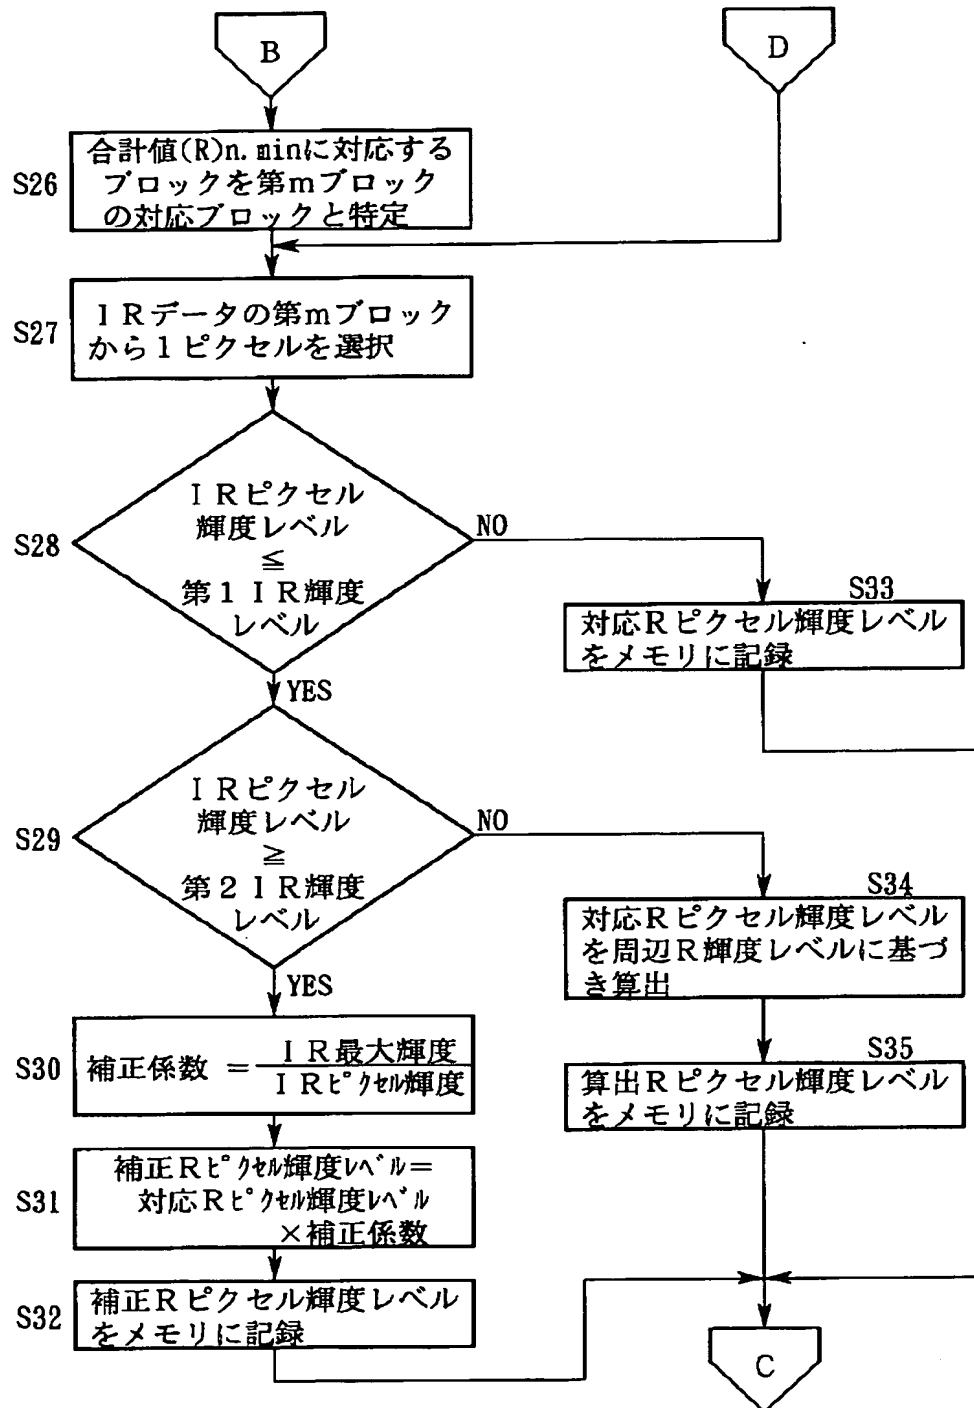 B
D
S26
合計値(R)n.minに対応する
ブロックを第mブロック
の対応ブロックと特定
S27
IRデータの第mブロック
から1ピクセルを選択
S28
IRピクセル
輝度レベル
≦
第1IR輝度
レベル
NO
YES
S33
対応Rピクセル輝度レベル
をメモリに記録
S29
IRピクセル
輝度レベル
≧
第2IR輝度
レベル
NO
YES
S34
対応Rピクセル輝度レベル
を周辺R輝度レベルに基づ
き算出
S30
補正係数 = IR最大輝度
IRピクセル輝度
S35
算出Rピクセル輝度レベル
をメモリに記録
S31
補正Rピクセル輝度レベル=
対応Rピクセル輝度レベル
×補正係数
S32
補正Rピクセル輝度レベル
をメモリに記録
C